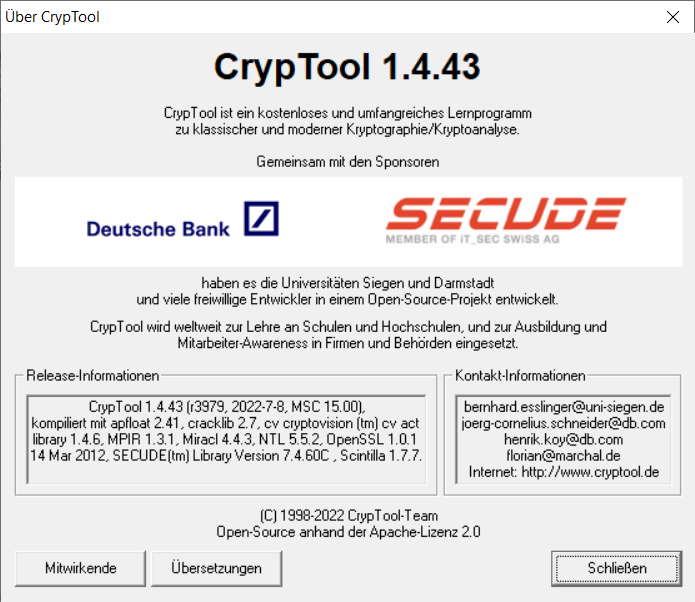 Über CrypTool
CrypTool 1.4.43
CrypTool ist ein kostenloses und umfangreiches Lernprogramm
zu klassischer und moderner Kryptographie/Kryptoanalyse.
Gemeinsam mit den Sponsoren
Deutsche Bank
SECUDE
MEMBER OF iT_SEC SWiSS AG
haben es die Universitäten Siegen und Darmstadt
und viele freiwillige Entwickler in einem Open-Source-Projekt entwickelt.
CrypTool wird weltweit zur Lehre an Schulen und Hochschulen, und zur Ausbildung und
Mitarbeiter-Awareness in Firmen und Behörden eingesetzt.
Release-Informationen
CrypTool 1.4.43 (r3979, 2022-7-8, MSC 15.00),
kompiliert mit apfloat 2.41, cracklib 2.7, cv cryptovision (tm) cv act
library 1.4.6, MPIR 1.3.1, Miracl 4.4.3, NTL 5.5.2, OpenSSL 1.0.1
14 Mar 2012, SECUDE(tm) Library Version 7.4.60C , Scintilla 1.7.7.
Kontakt-Informationen
bernhard.esslinger@uni-siegen.de
joerg-cornelius.schneider@db.com
henrik.koy@db.com
florian@marchal.de
Internet: http://www.cryptool.de
(C) 1998-2022 CrypTool-Team
Open-Source anhand der Apache-Lizenz 2.0
Mitwirkende
Übersetzungen
Schließen